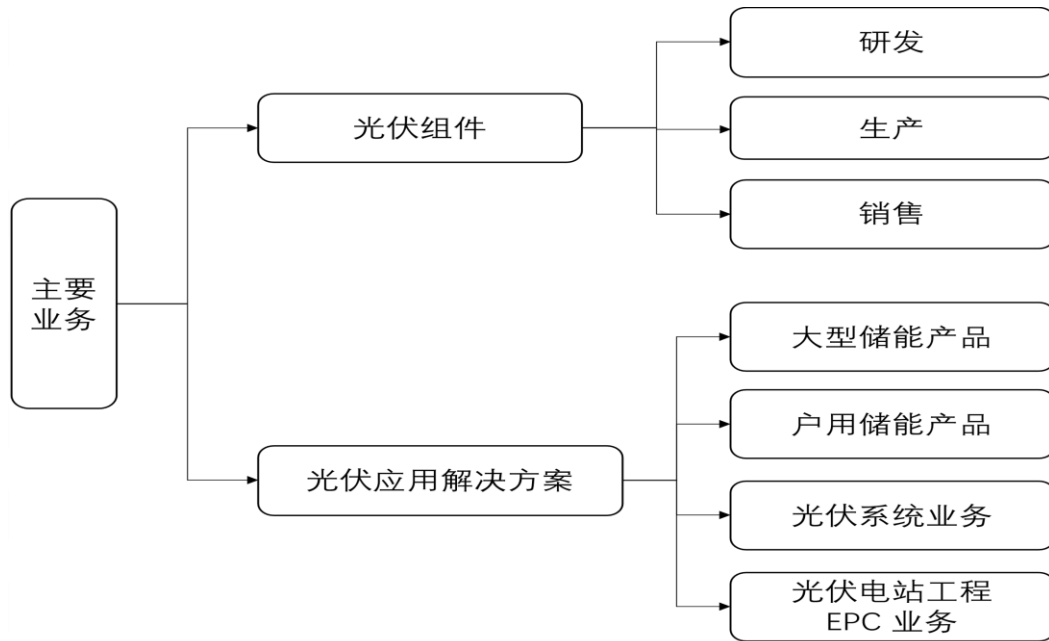 主要
业务
光伏组件
研发
生产
销售
光伏应用解决方案
大型储能产品
户用储能产品
光伏系统业务
光伏电站工程
EPC 业务